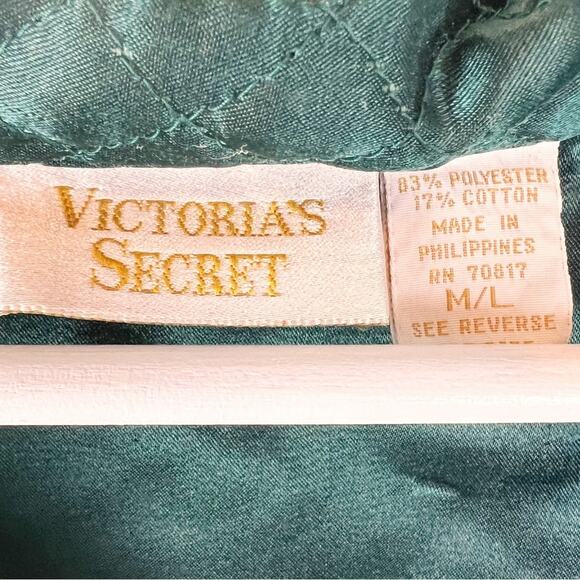 VICTORIA'S
SECRET
83% POLYESTER
17% COTTON
MADE IN
PHILIPPINES
RN 70817
M/L
SEE REVERSE